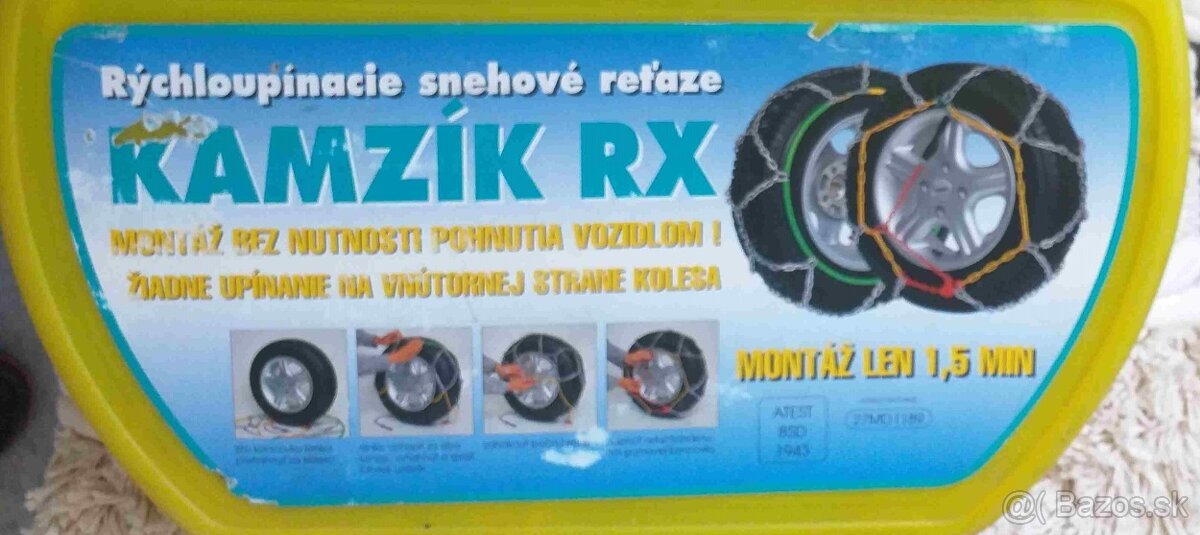 Rýchloupínacie snehové reťaze
KAMZÍK RX
MONTÁŽ BEZ NUTNOSTI POHNUTIA VOZIDLOM !
ŽIADNE UPÍNANIE NA VNÚTORNEJ STRANE KOLESA
MONTÁŽ LEN 1,5 MIN
ATEST
8SD
1943
Bazos.sk